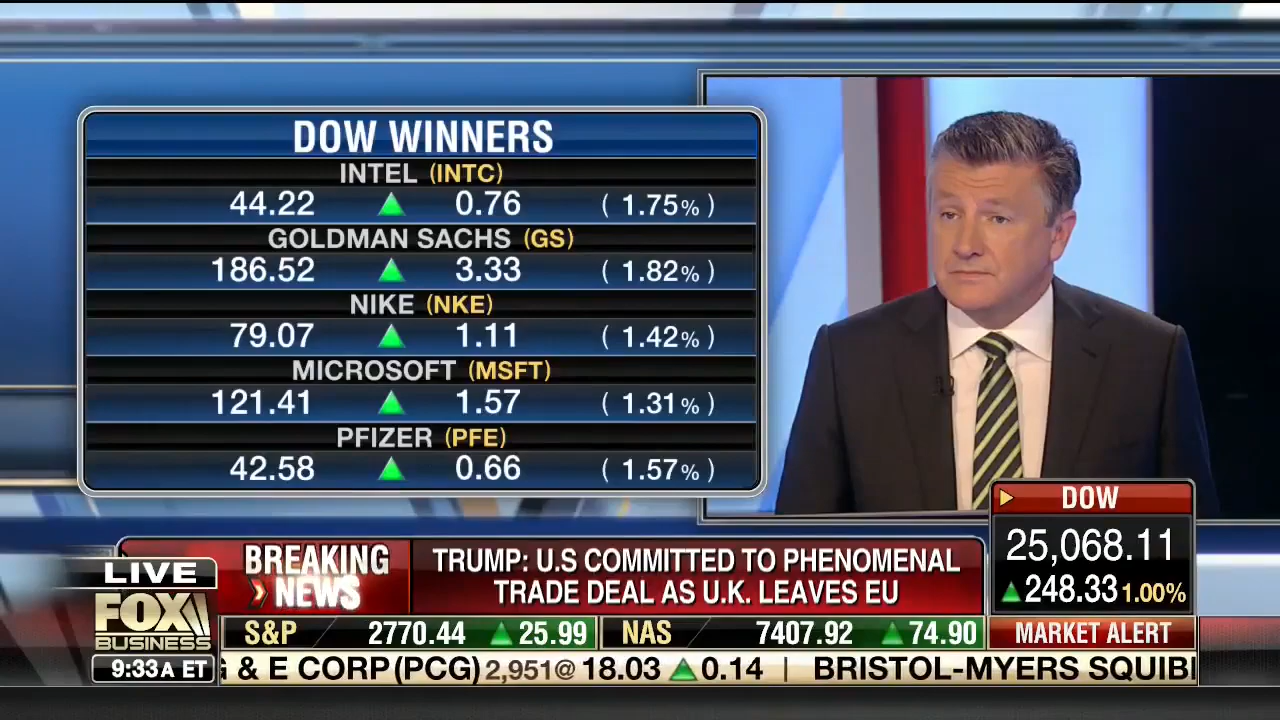 DOW WINNERS
INTEL (INTC)
44.22 ▲ 0.76 (1.75%)
GOLDMAN SACHS (GS)
186.52 ▲ 3.33 (1.82%)
NIKE (NKE)
79.07 ▲ 1.11 (1.42%)
MICROSOFT (MSFT)
121.41 ▲ 1.57 (1.31%)
PFIZER (PFE)
42.58 ▲ 0.66 (1.57%)
DOW
25,068.11
▲248.33 1.00%
MARKET ALERT
BREAKING
NEWS
TRUMP: U.S COMMITTED TO PHENOMENAL
TRADE DEAL AS U.K. LEAVES EU
LIVE
FOX
BUSINESS
9:33A ET
S&P 2770.44 ▲25.99 NAS 7407.92 ▲74.90
G & E CORP(PCG) 2,951@ 18.03 ▲0.14 | BRISTOL-MYERS SQUIB